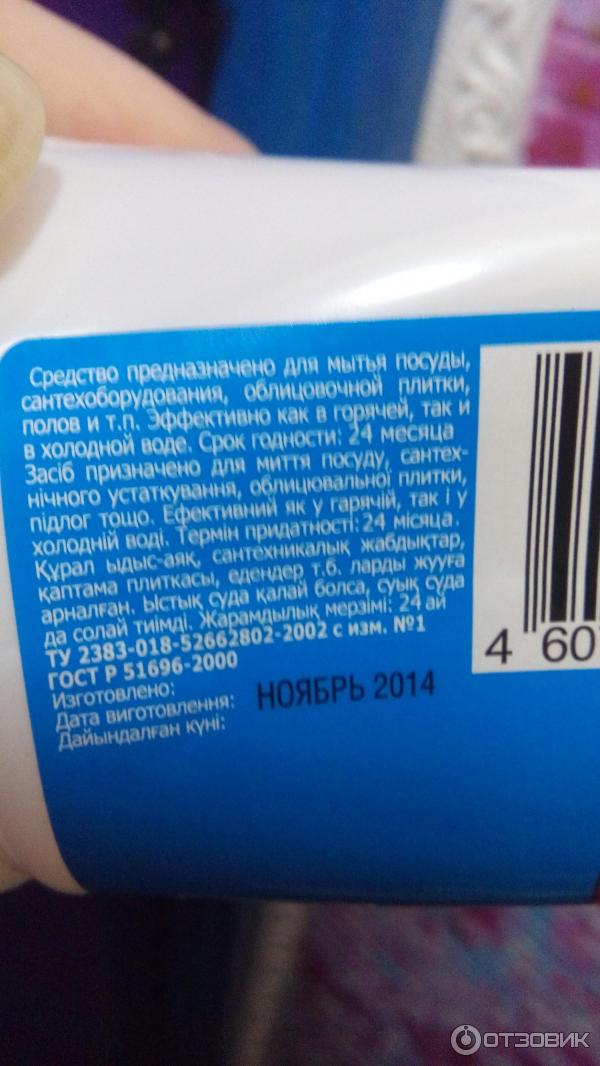 Средство предназначено для мытья посуды,
сантехоборудования, облицовочной плитки,
полов и т.п. Эффективно как в горячей, так и
в холодной воде. Срок годности: 24 месяца
Засіб призначено для миття посуду, сантех-
нічного устаткування, облицювальної плитки,
підлог тощо. Ефективний як у гарячій, так і у
холодній воді. Термін придатності: 24 місяца.
Құрал ыдыс-аяқ, сантехникалық жабдықтар,
қаптама плиткасы, едендер т.б. ларды жууға
арналған. Ыстық суда қалай болса, суық суда
да солай тиімді. Жарамдылық мерзімі: 24 ай
ТУ 2383-018-52662802-2002 с изм. №1
ГОСТ Р 51696-2000
Изготовлено:
Дата виготовлення:
Дайындалған күні:
НОЯБРЬ 2014
4 607
ОТЗОВИК